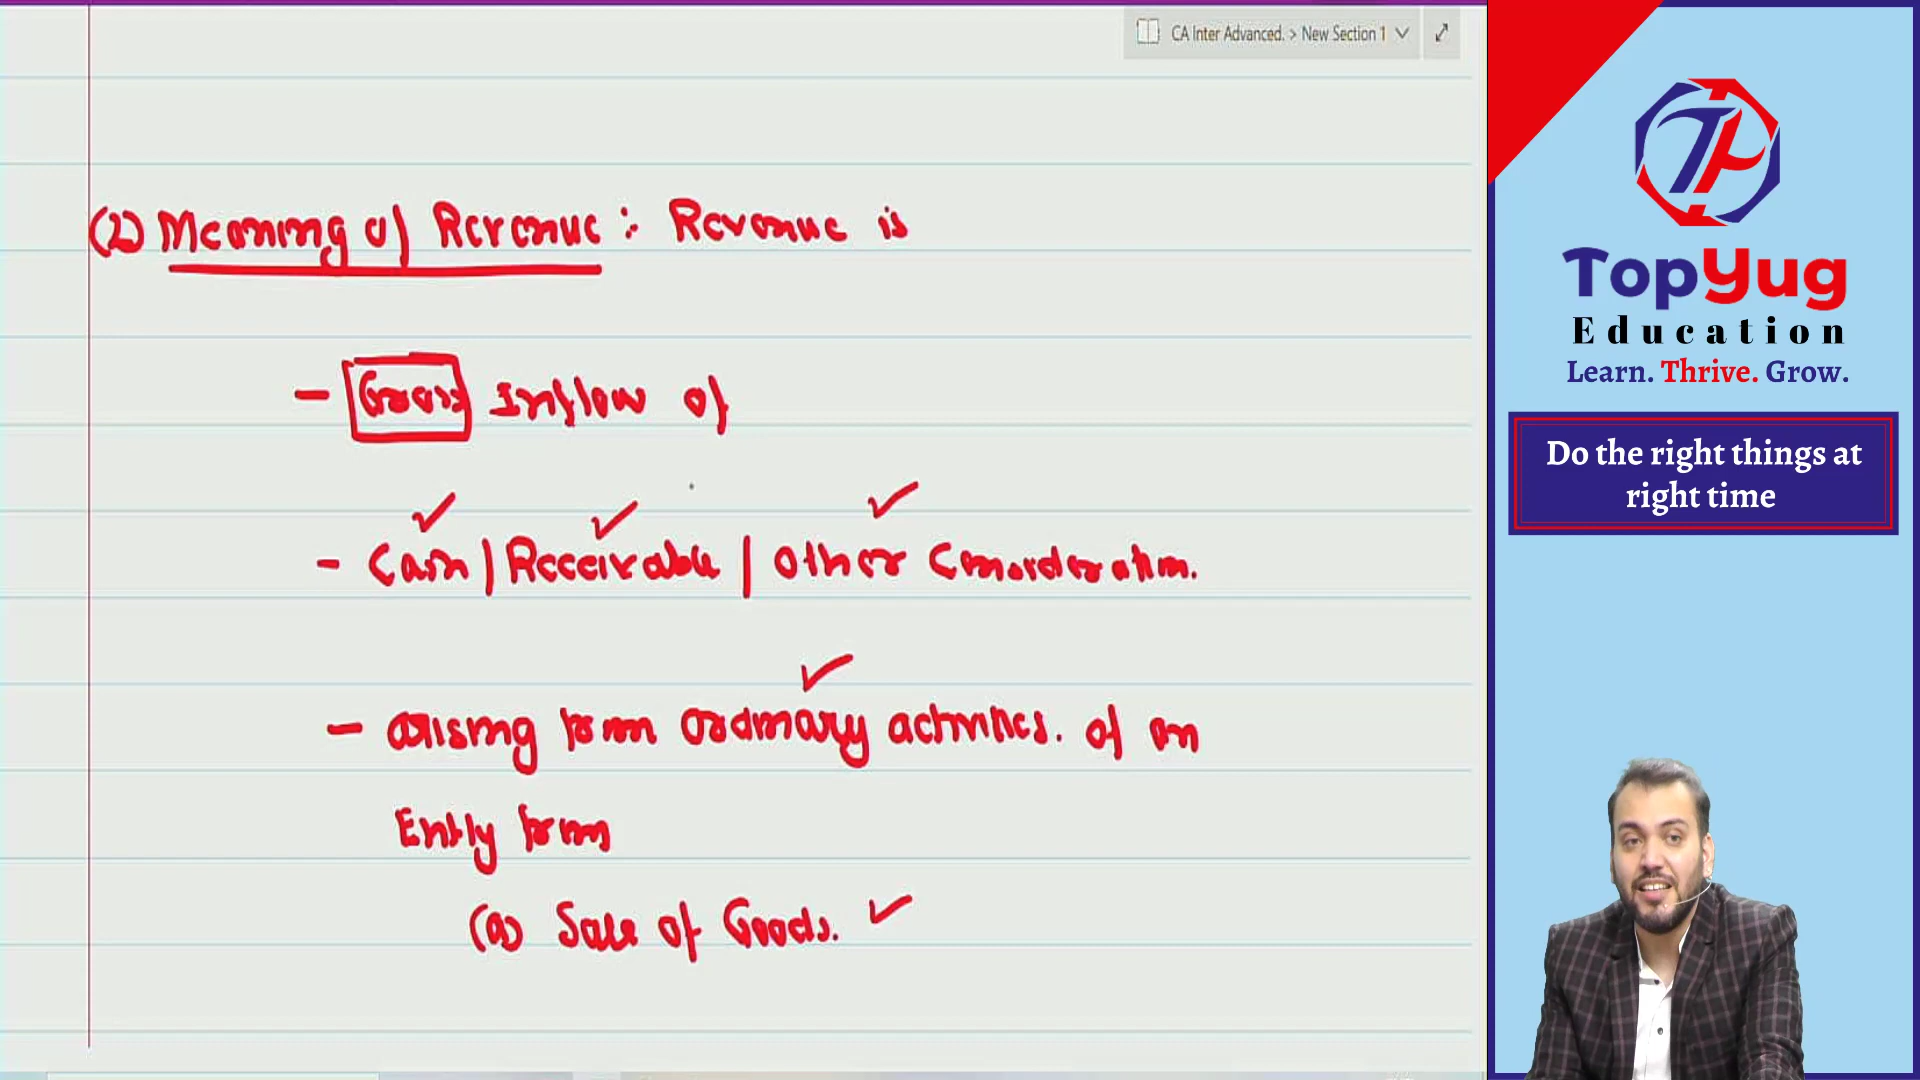 CA Inter Advanced. > New Section 1
(2) Meaning of Revenue :- Revenue is
- Gross Inflow of
- Cash | Receivable | Other Consideration.
- arising from ordinary activities. of an
Entity from
(a) Sale of Goods.
TopYug
Education
Learn. Thrive. Grow.
Do the right things at
right time